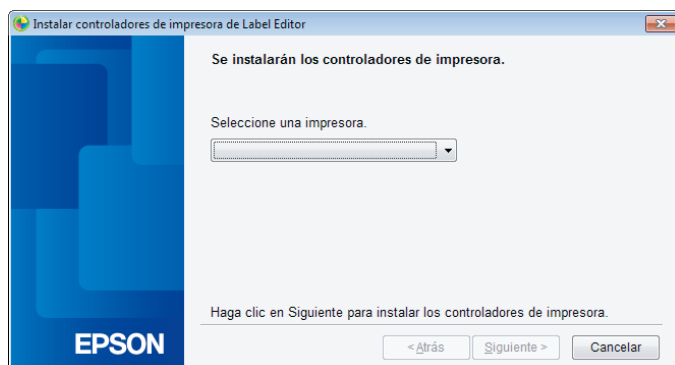 Instalar controladores de impresora de Label Editor
Se instalarán los controladores de impresora.
Seleccione una impresora.
Haga clic en Siguiente para instalar los controladores de impresora.
EPSON
< Atrás
Siguiente >
Cancelar